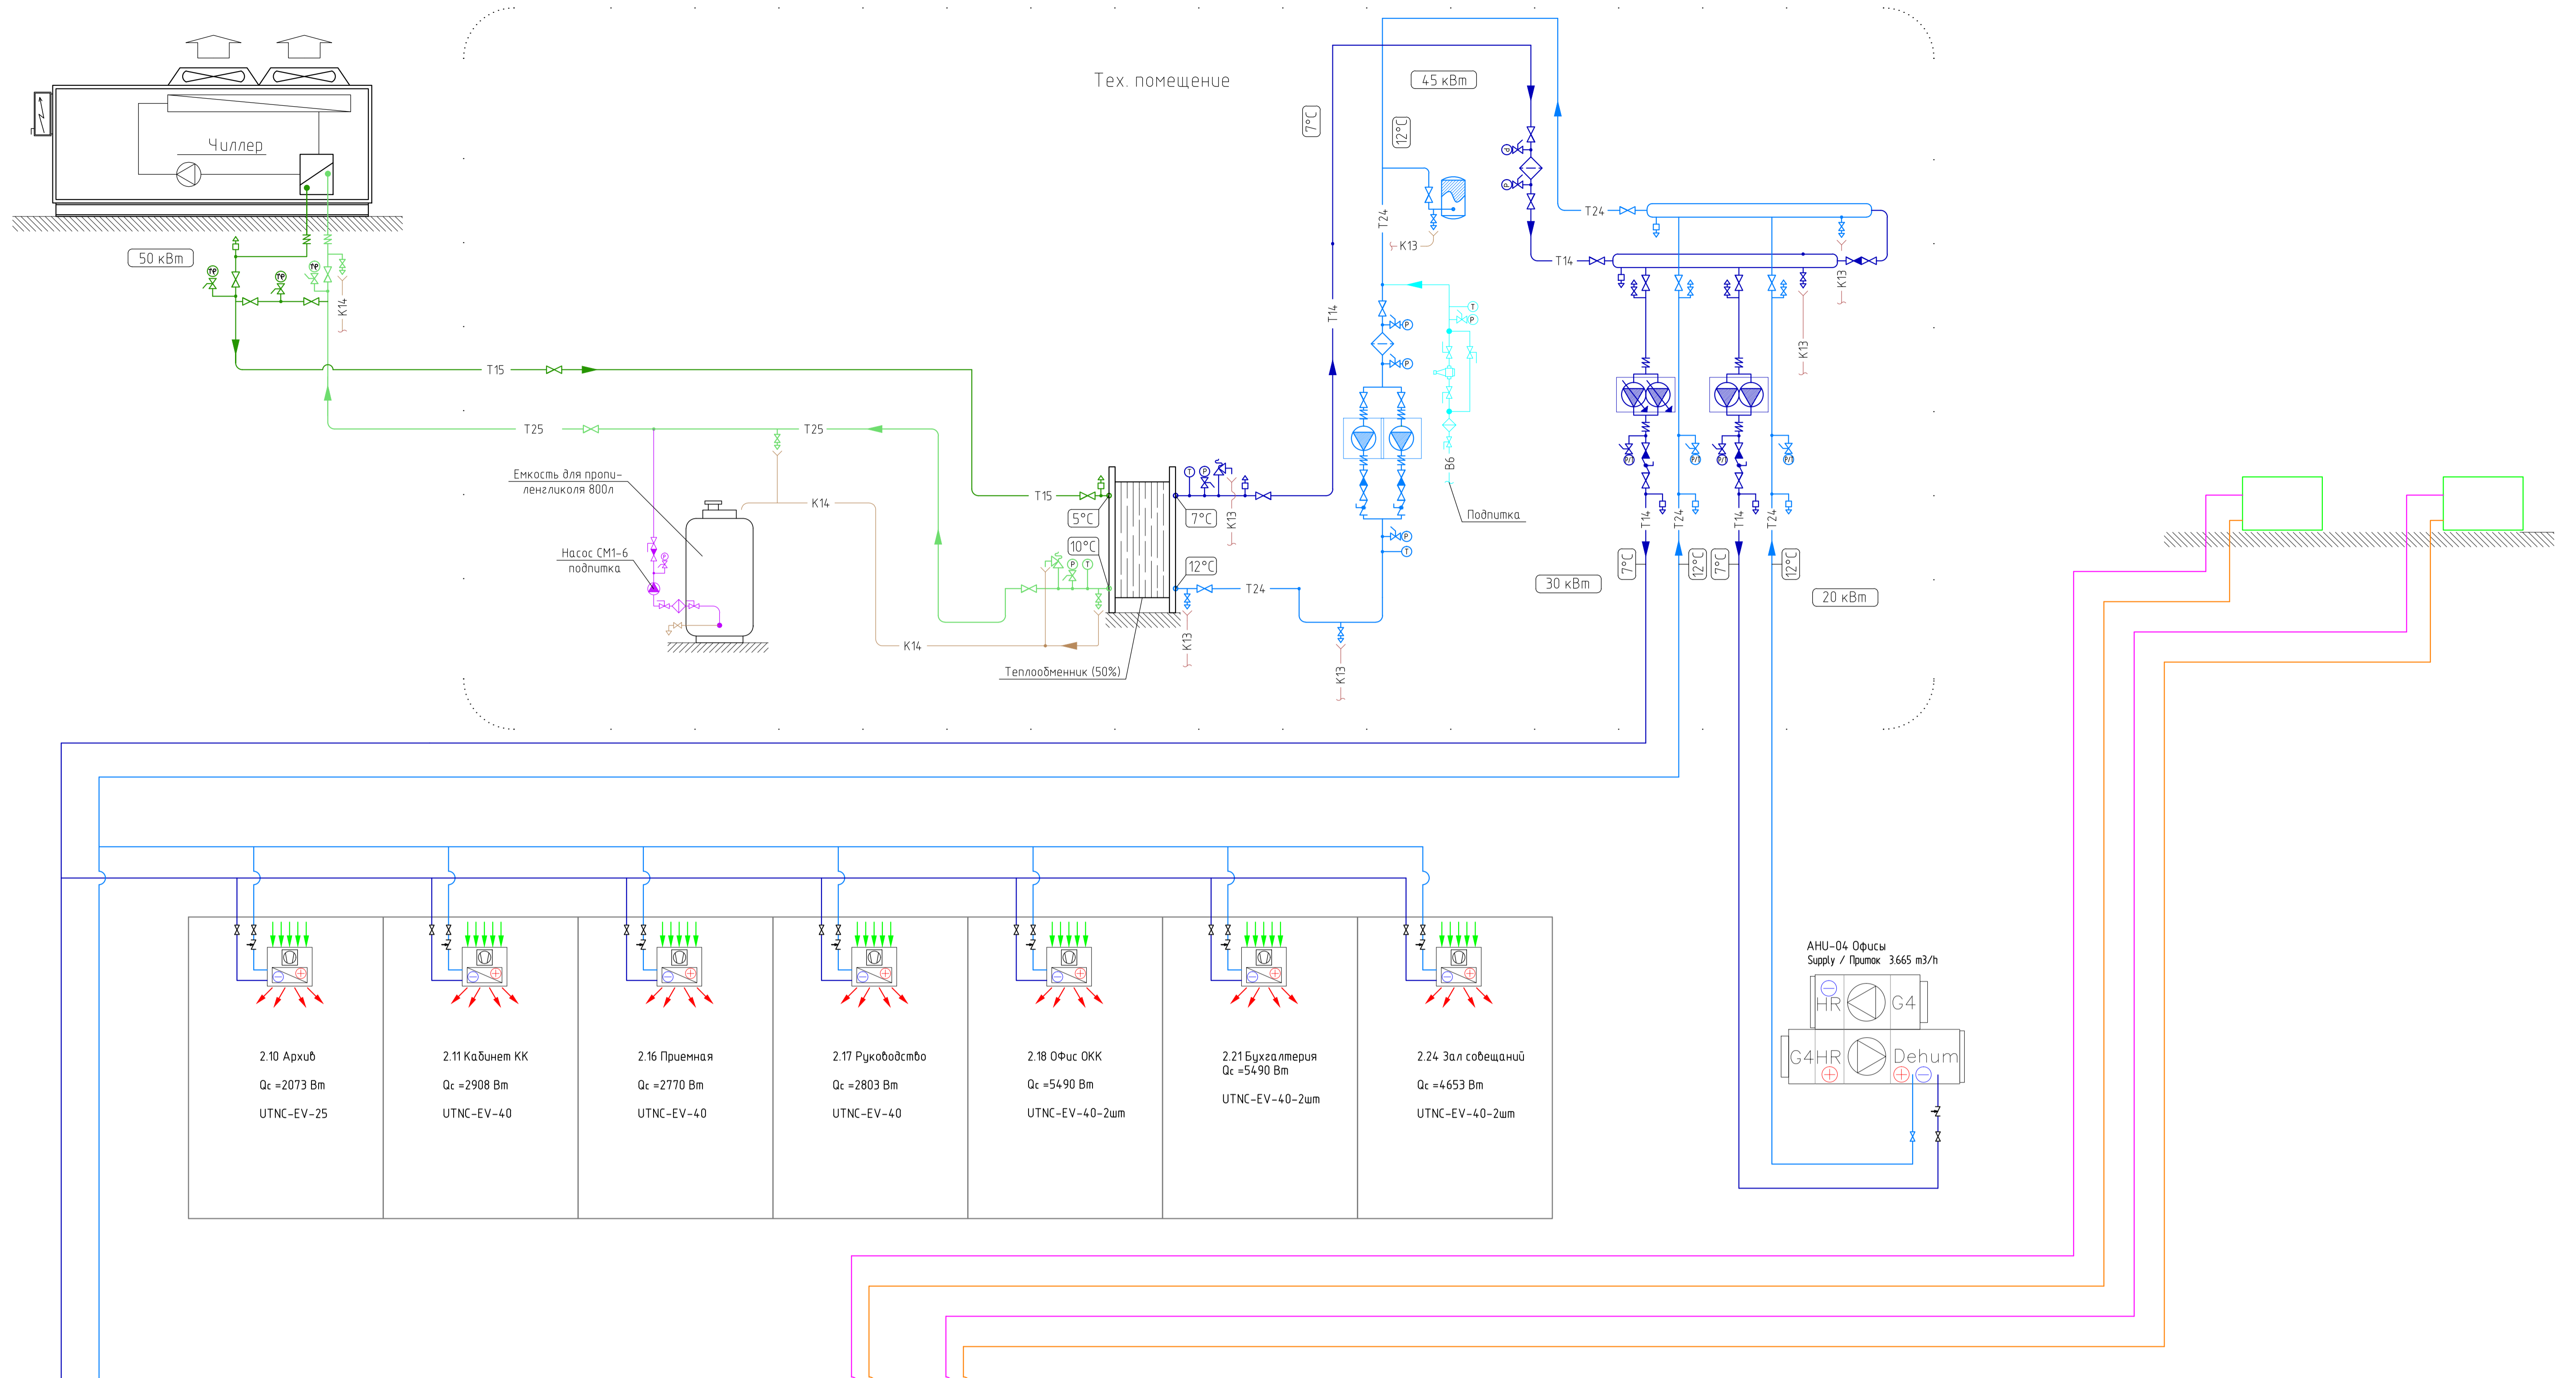 Тех. помещение
45 кВт
7°C
12°C
Чиллер
50 кВт
TP
TP
TP
K14
P
P
T24
K13
T24
T14
K13
K13
T14
T
P
P
P
T15
T25
T25
P/T
P/T
P/T
P/T
B6
Подпитка
Емкость для пропи-
ленгликоля 800л
K14
T15
T
P
5°C
7°C
K13
10°C
12°C
P
T
Насос СМ1-6
подпитка
P
P
T
T24
K14
K13
K13
Теплообменник (50%)
T14
T24
T14
T24
7°C
12°C
7°C
12°C
30 кВт
20 кВт
AHU-04 Офисы
Supply / Приток 3.665 m3/h
HR
G4
G4
HR
Dehum
2.10 Архив
Qc =2073 Вт
UTNC-EV-25
2.11 Кабинет КК
Qc =2908 Вт
UTNC-EV-40
2.16 Приемная
Qc =2770 Вт
UTNC-EV-40
2.17 Руководство
Qc =2803 Вт
UTNC-EV-40
2.18 ОФис ОКК
Qc =5490 Вт
UTNC-EV-40-2шт
2.21 Бухгалтерия
Qc =5490 Вт
UTNC-EV-40-2шт
2.24 Зал совещаний
Qc =4653 Вт
UTNC-EV-40-2шт